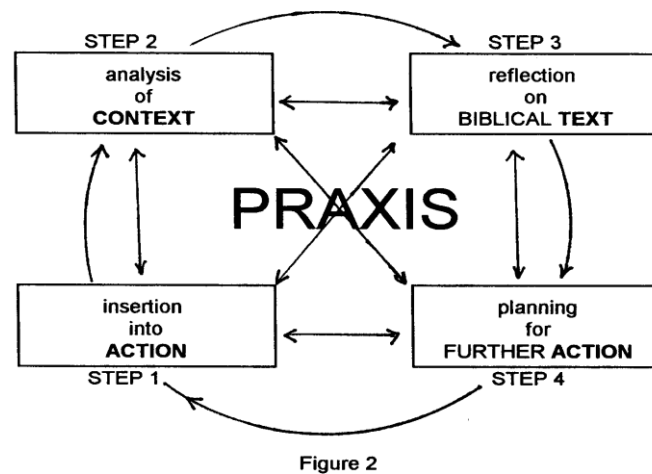 STEP 2
analysis
of
CONTEXT
STEP 3
reflection
on
BIBLICAL TEXT
PRAXIS
insertion
into
ACTION
STEP 1
planning
for
FURTHER ACTION
STEP 4
Figure 2